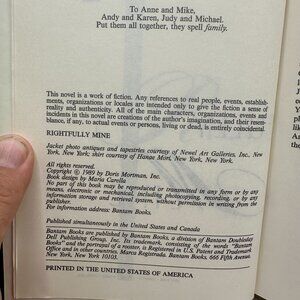 To Anne and Mike,
Andy and Karen, Judy and Michael.
Put them all together, they spell family.
This novel is a work of fiction. Any references to real people, events, establish-
ments, organizations or locales are intended only to give the fiction a sense of
reality and authenticity. All of the main characters, organizations, events and
incidents in this novel are creations of the author's imagination, and their resem-
blance, if any, to actual events or persons, living or dead, is entirely coincidental.
RIGHTFULLY MINE
Jacket photo antiques and tapestries courtesy of Newel Art Galleries, Inc., New
York, New York; shirt courtesy of Hanae Mori, New York, New York.
All rights reserved.
Copyright © 1989 by Doris Mortman, Inc.
Book design by Maria Carella
No part of this book may be reproduced or transmitted in any form or by any
means, electronic or mechanical, including photocopying, recording, or by any
information storage and retrieval system, without permission in writing from
the publisher.
For information address: Bantam Books.
Published simultaneously in the United States and Canada
Bantam Books are published by Bantam Books, a division of Bantam Doubleday
Dell Publishing Group, Inc. Its trademark, consisting of the words "Bantam
Books" and the portrayal of a rooster, is Registered in U.S. Patent and Trademark
Office and in other countries. Marca Registrada. Bantam Books, 666 Fifth Avenue,
New York, New York 10103.
PRINTED IN THE UNITED STATES OF AMERICA